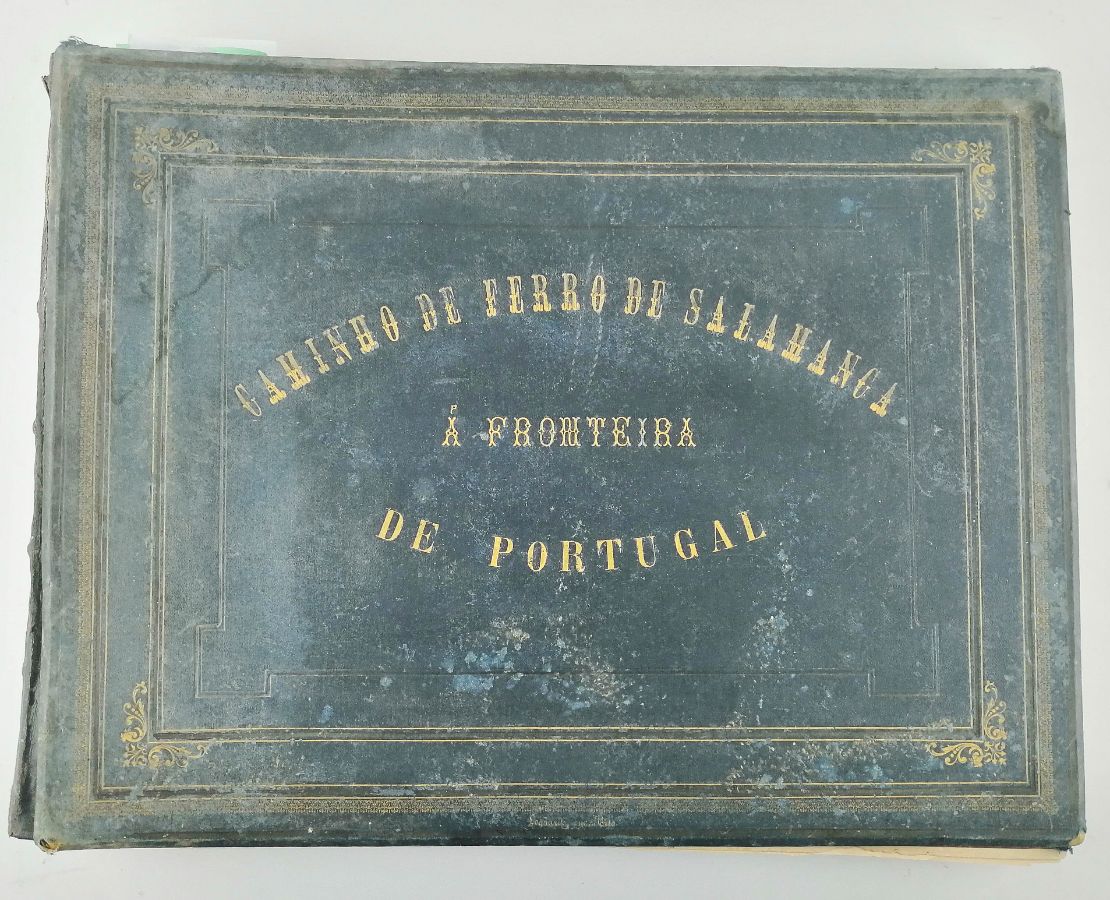 CAMINHO DE FERRO DE SALAMANCA
Á FRONTEIRA
DE PORTUGAL